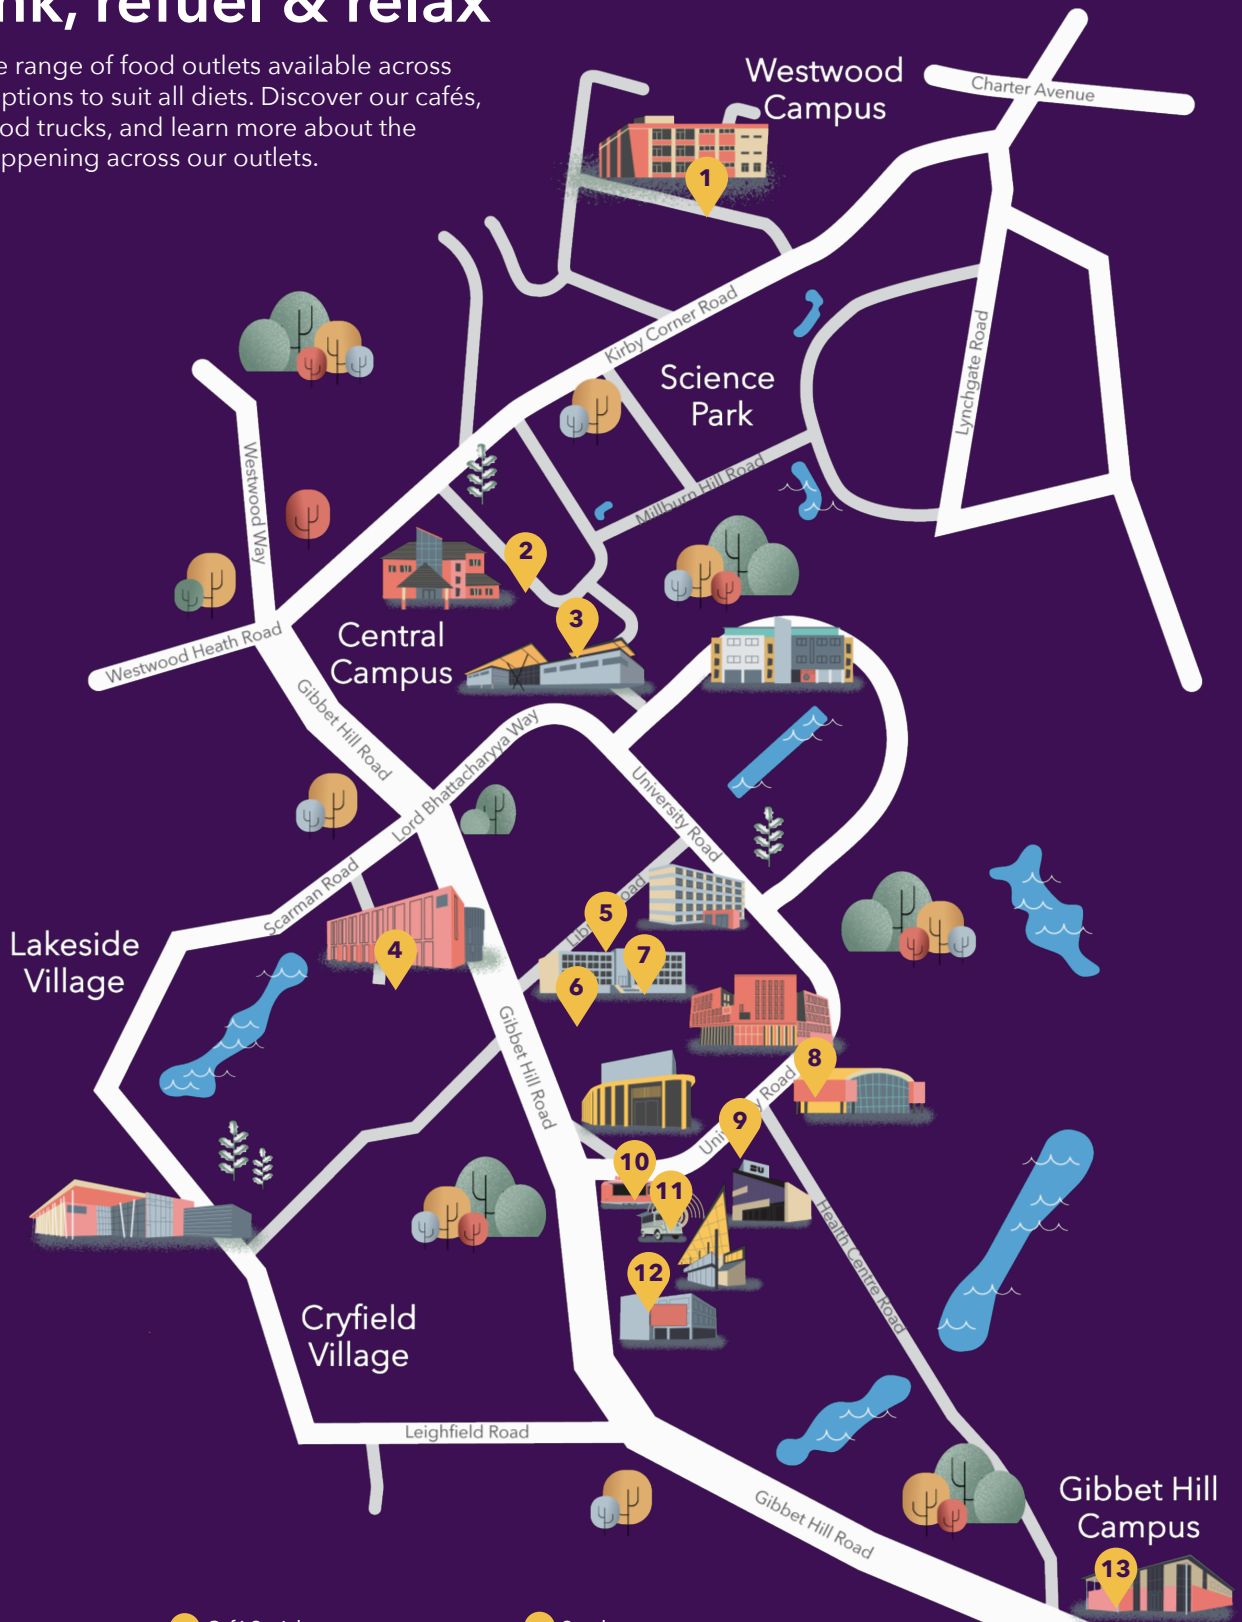 nk, refuel & relax
e range of food outlets available across
ptions to suit all diets. Discover our cafés,
od trucks, and learn more about the
ppening across our outlets.
Westwood
Campus
Charter Avenue
1
Kirby Corner Road
Science
Park
Lynchgate Road
Millburn Hill Road
Westwood Way
2
3
Central
Campus
Westwood Heath Road
Gibbet Hill Road
Lord Bhattacharyya Way
University Road
Scarman Road
Lakeside
Village
4
5
6
7
Gibbet Hill Road
8
9
SU
10
11
12
Health Centre Road
Cryfield
Village
Leighfield Road
Gibbet Hill Road
Gibbet Hill
Campus
13